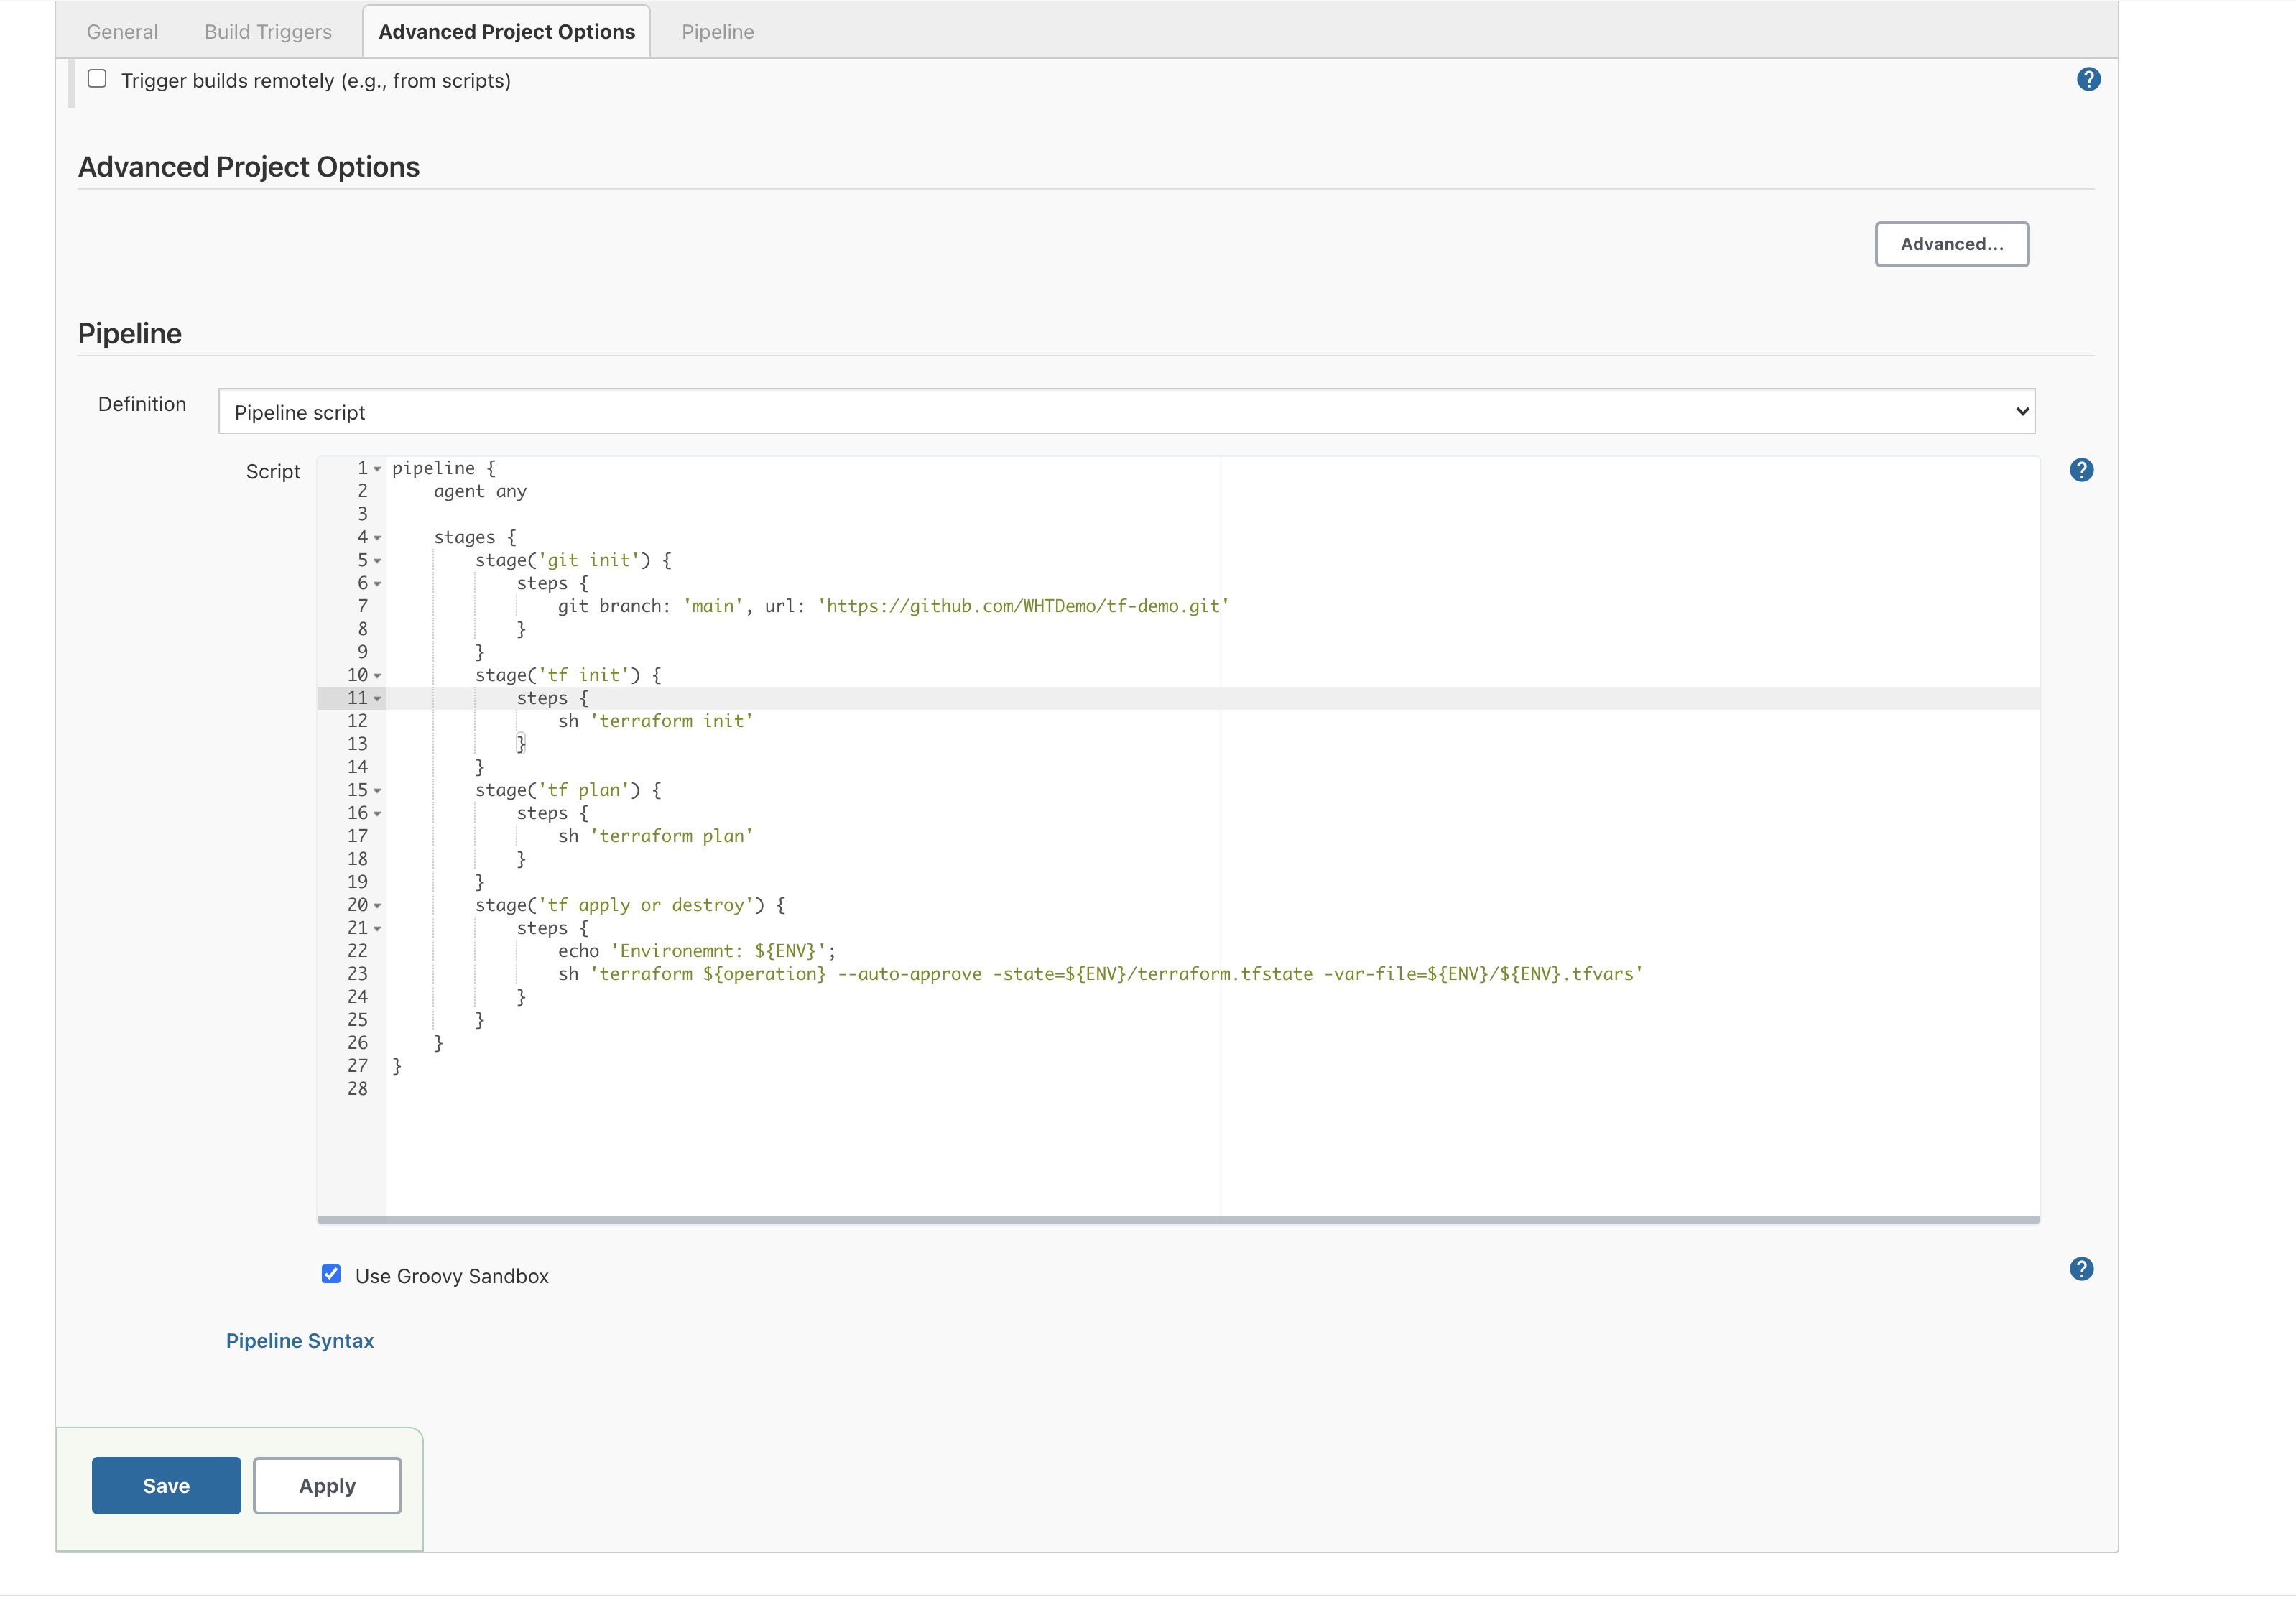 General Build Triggers Advanced Project Options Pipeline
Trigger builds remotely (e.g., from scripts) ?
Advanced Project Options
Advanced...
Pipeline
Definition Pipeline script
Script ?
1 pipeline {
2     agent any
3
4     stages {
5         stage('git init') {
6             steps {
7                 git branch: 'main', url: 'https://github.com/WHTDemo/tf-demo.git'
8             }
9         }
10         stage('tf init') {
11             steps {
12                 sh 'terraform init'
13             }
14         }
15         stage('tf plan') {
16             steps {
17                 sh 'terraform plan'
18             }
19         }
20         stage('tf apply or destroy') {
21             steps {
22                 echo 'Environemnt: ${ENV}';
23                 sh 'terraform ${operation} --auto-approve -state=${ENV}/terraform.tfstate -var-file=${ENV}/${ENV}.tfvars'
24             }
25         }
26     }
27 }
28
Use Groovy Sandbox ?
Pipeline Syntax
Save Apply